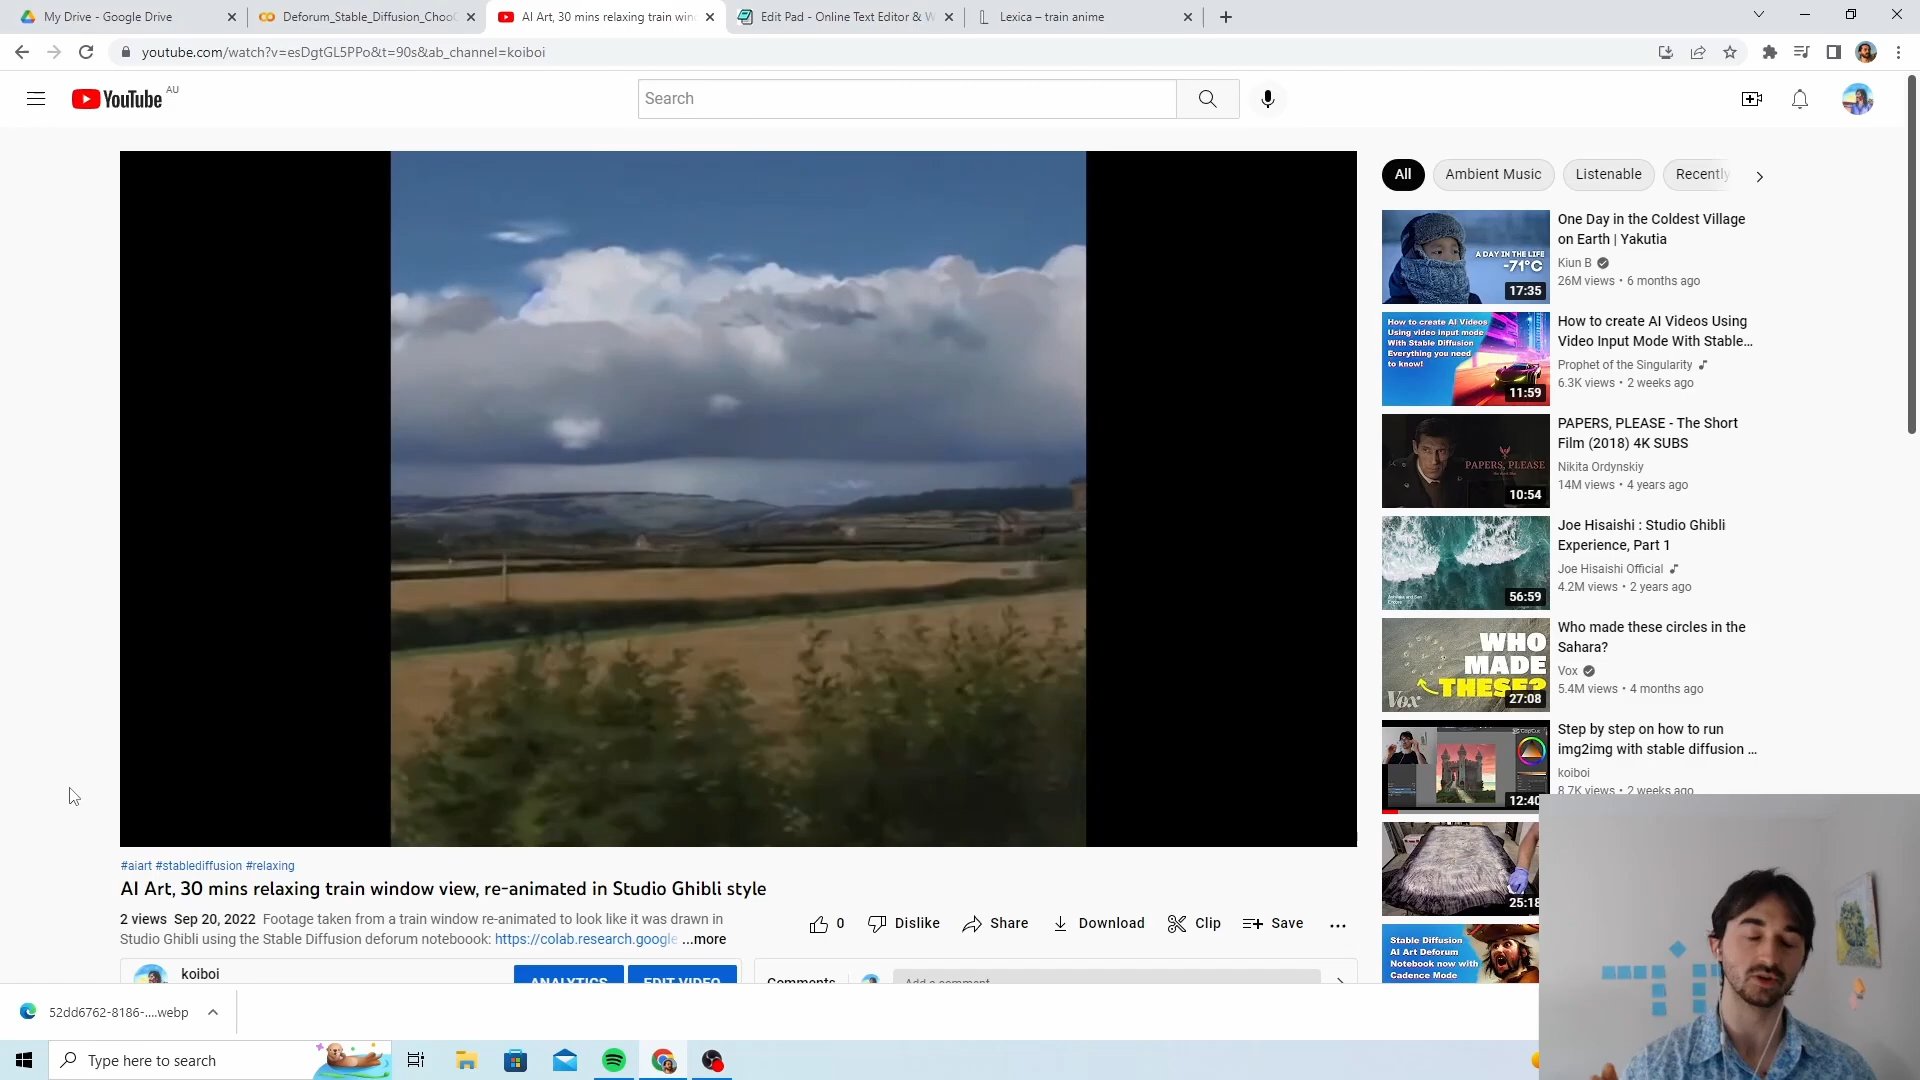 My Drive - Google Drive
Deforum_Stable_Diffusion_Choo
AI Art, 30 mins relaxing train win
Edit Pad - Online Text Editor & W
Lexica – train anime
youtube.com/watch?v=esDgtGL5PPo&t=90s&ab_channel=koiboi
YouTube AU
Search
All
Ambient Music
Listenable
Recently
A DAY IN THE LIFE
-71°C
17:35
One Day in the Coldest Village
on Earth | Yakutia
Kiun B
26M views • 6 months ago
How to create AI Videos
Using video input mode
With Stable Diffusion
Everything you need
to know!
11:59
How to create AI Videos Using
Video Input Mode With Stable...
Prophet of the Singularity
6.3K views • 2 weeks ago
PAPERS, PLEASE
10:54
PAPERS, PLEASE - The Short
Film (2018) 4K SUBS
Nikita Ordynskiy
14M views • 4 years ago
56:59
Joe Hisaishi : Studio Ghibli
Experience, Part 1
Joe Hisaishi Official
4.2M views • 2 years ago
WHO
MADE
THESE?
Vox
27:08
Who made these circles in the
Sahara?
Vox
5.4M views • 4 months ago
CapCut
12:40
Step by step on how to run
img2img with stable diffusion ...
koiboi
8.7K views • 2 weeks ago
25:18
Stable Diffusion
AI Art Deforum
Notebook now with
Cadence Mode
#aiart #stablediffusion #relaxing
AI Art, 30 mins relaxing train window view, re-animated in Studio Ghibli style
2 views Sep 20, 2022 Footage taken from a train window re-animated to look like it was drawn in
Studio Ghibli using the Stable Diffusion deforum noteboook: https://colab.research.google ...more
0
Dislike
Share
Download
Clip
Save
koiboi
ANALYTICS
EDIT VIDEO
Comments
Add a comment
52dd6762-8186-....webp
Type here to search